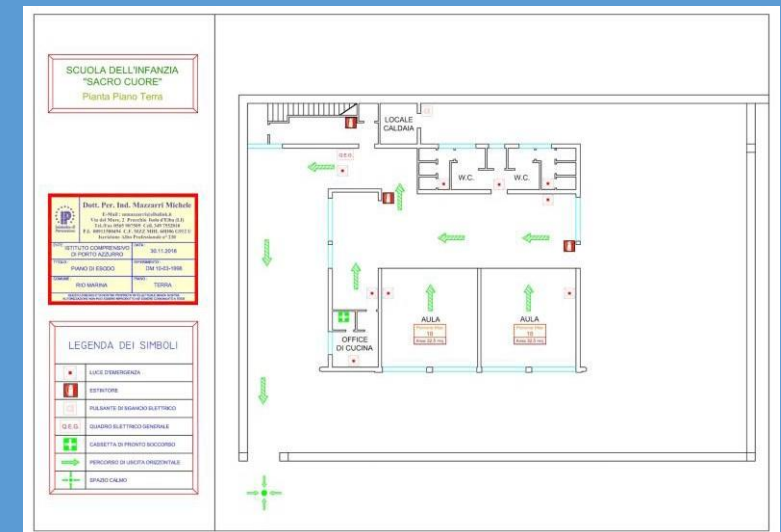 SCUOLA DELL'INFANZIA
"SACRO CUORE"
Pianta Piano Terra
Dott. Per. Ind. Mazzarri Michele
ISTITUTO COMPRENSIVO
DI PORTO AZZURRO
30.11.2018
PIANO DI ESODO
DM 10-03-1998
RIO MARINA
TERRA
LEGENDA DEI SIMBOLI
LUCE D'EMERGENZA
ESTINTORE
PULSANTE DI SGANCIO ELETTRICO
Q.E.G.
QUADRO ELETTRICO GENERALE
CASSETTA DI PRONTO SOCCORSO
PERCORSO DI USCITA ORIZZONTALE
SPAZIO CALMO
LOCALE
CALDAIA
Q.E.G.
W.C.
W.C.
OFFICE
DI CUCINA
AULA
AULA